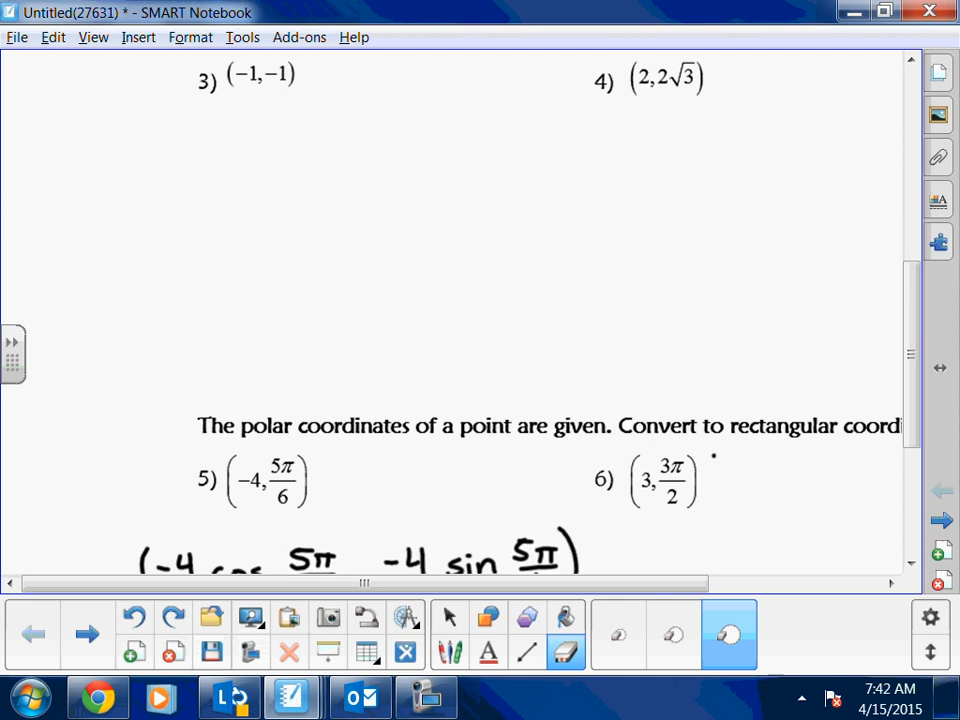 Untitled(27631) * - SMART Notebook
File Edit View Insert Format Tools Add-ons Help
3) (−1,−1)
4) (2,2√3)
The polar coordinates of a point are given. Convert to rectangular coordi
5) (−4, 5π/6)
6) (3, 3π/2)
(-4 cos 5π -4 sin 5π)
7:42 AM
4/15/2015